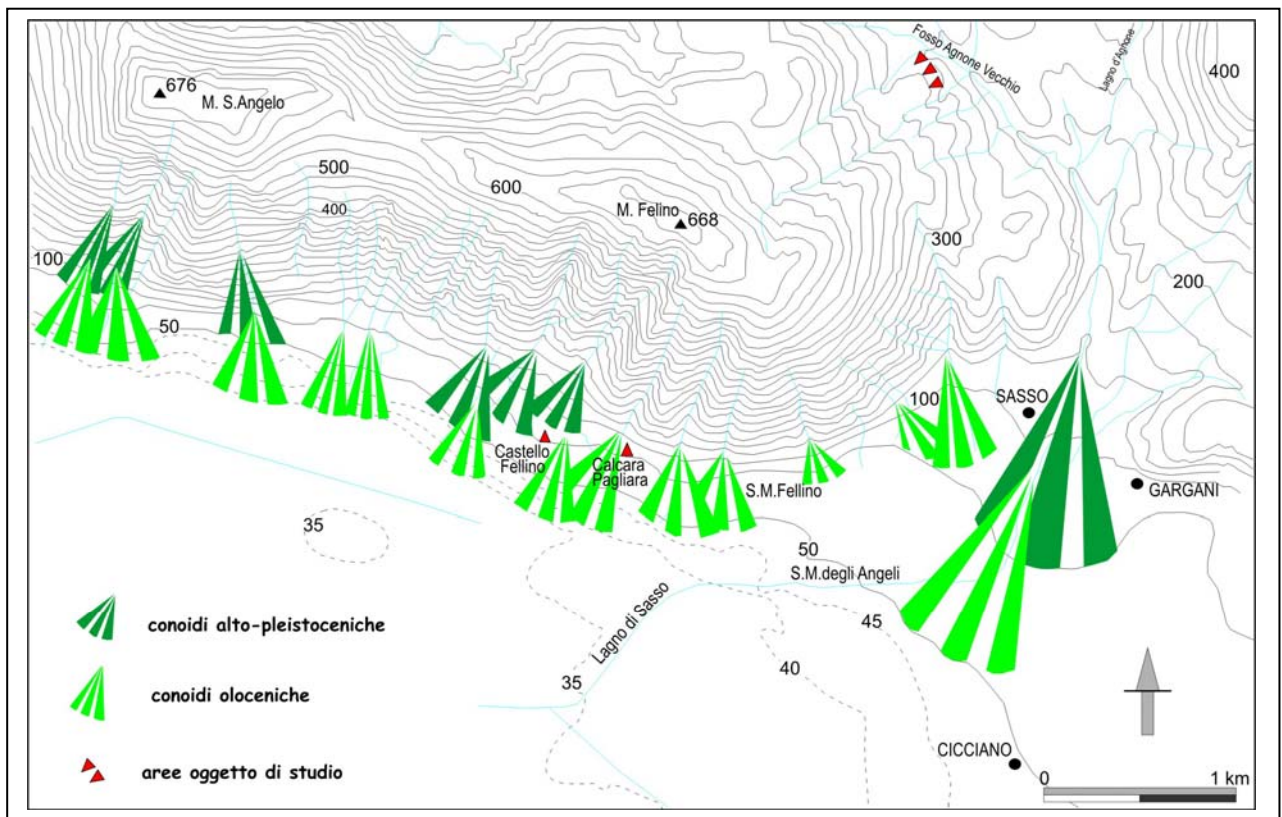 Fosso Agnone Vecchio
Lagno d'Agnone
400
676
M. S.Angelo
500
600
400
M. Felino
668
300
100
200
50
100
SASSO
Castello
Fellino
Calcara
Pagliara
S.M.Fellino
GARGANI
35
50
S.M.degli Angeli
45
Lagno di Sasso
40
35
conoidi alto-pleistoceniche
conoidi oloceniche
aree oggetto di studio
CICCIANO
0
1 km